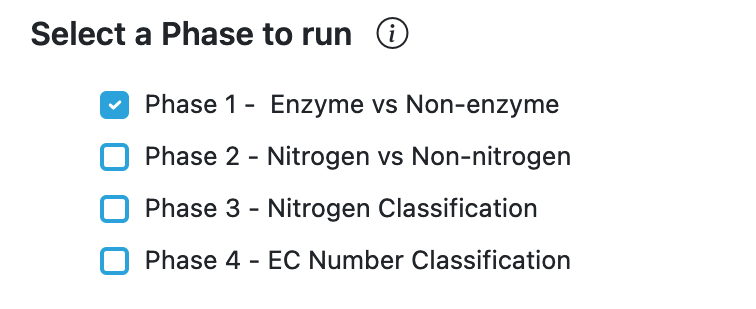 Select a Phase to run i
Phase 1 -  Enzyme vs Non-enzyme
Phase 2 - Nitrogen vs Non-nitrogen
Phase 3 - Nitrogen Classification
Phase 4 - EC Number Classification